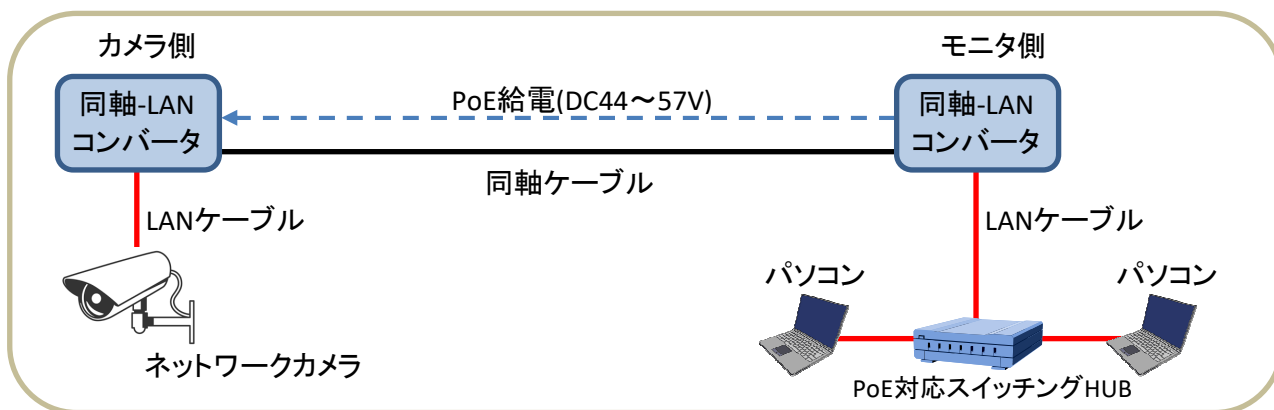 カメラ側
モニタ側
同軸-LAN
コンバータ
PoE給電(DC44～57V)
同軸-LAN
コンバータ
同軸ケーブル
LANケーブル
LANケーブル
パソコン
パソコン
ネットワークカメラ
PoE対応スイッチングHUB